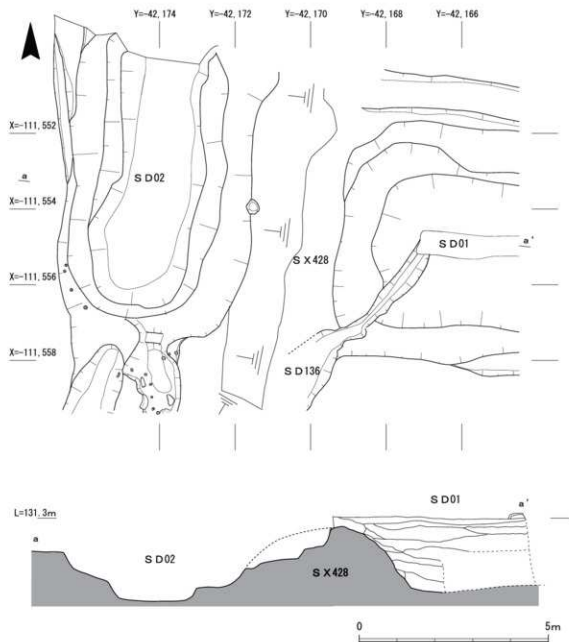 Y=-42,174 Y=-42,172 Y=-42,170 Y=-42,168 Y=-42,166
X=-111,552
SD02
a
X=-111,554
SD01
a'
SX428
X=-111,556
X=-111,558
SD136
SD01
L=131.3m
a'
a
SD02
SX428
0 5m